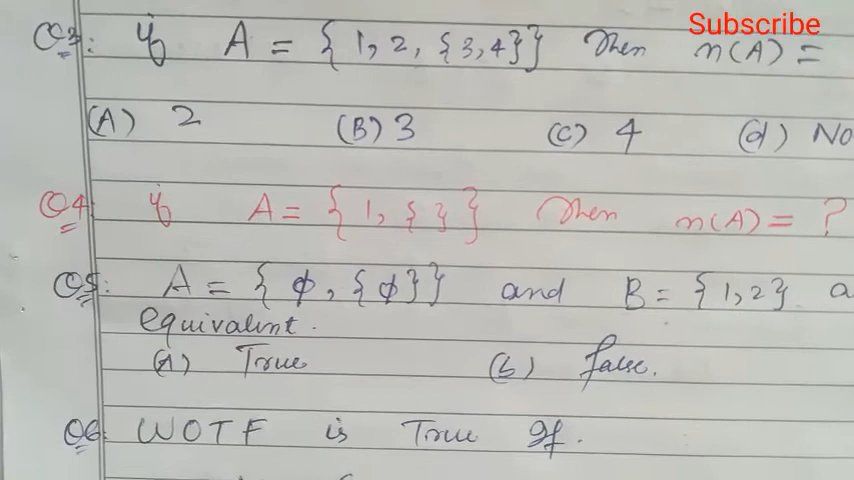 Subscribe
Q3: if A = { 1, 2, {3, 4}} Then n(A) =
(A) 2 (B) 3 (C) 4 (d) No
Q4 if A = { 1, { } } Then n(A) = ?
Q5: A = { ϕ, {ϕ}} and B = { 1, 2 } a
equivalent.
(A) True (b) false.
Q6 WOTF is True If.